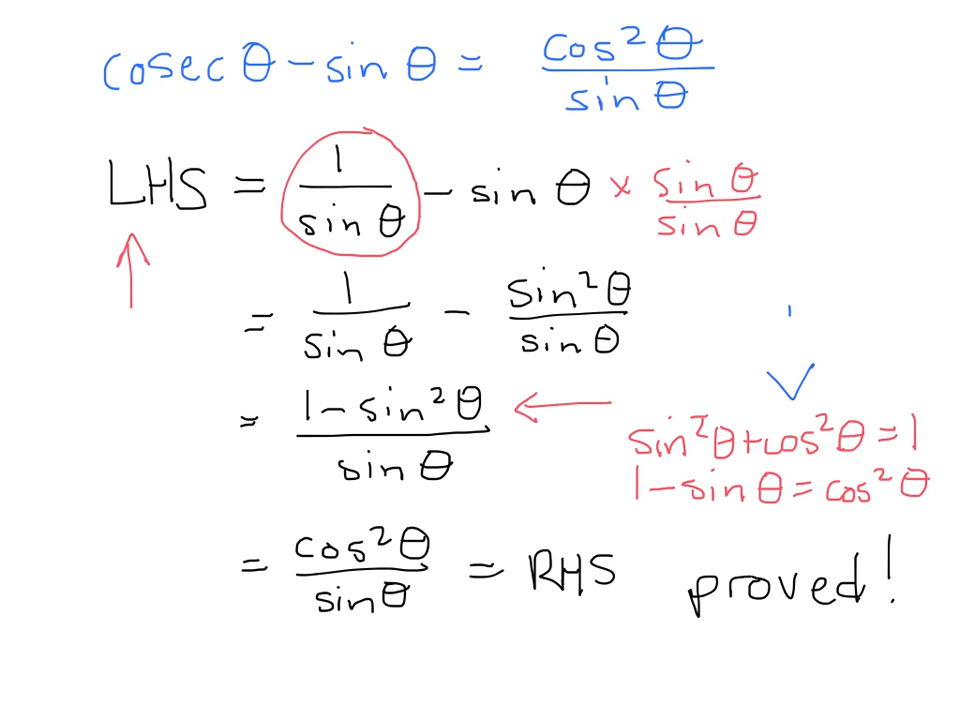 cosec θ - sin θ = cos²θ / sin θ
LHS = 1 / sin θ - sin θ × sin θ / sin θ
= 1 / sin θ - sin²θ / sin θ
= 1 - sin²θ / sin θ
sin²θ + cos²θ = 1
1 - sin θ = cos²θ
= cos²θ / sin θ = RHS proved!